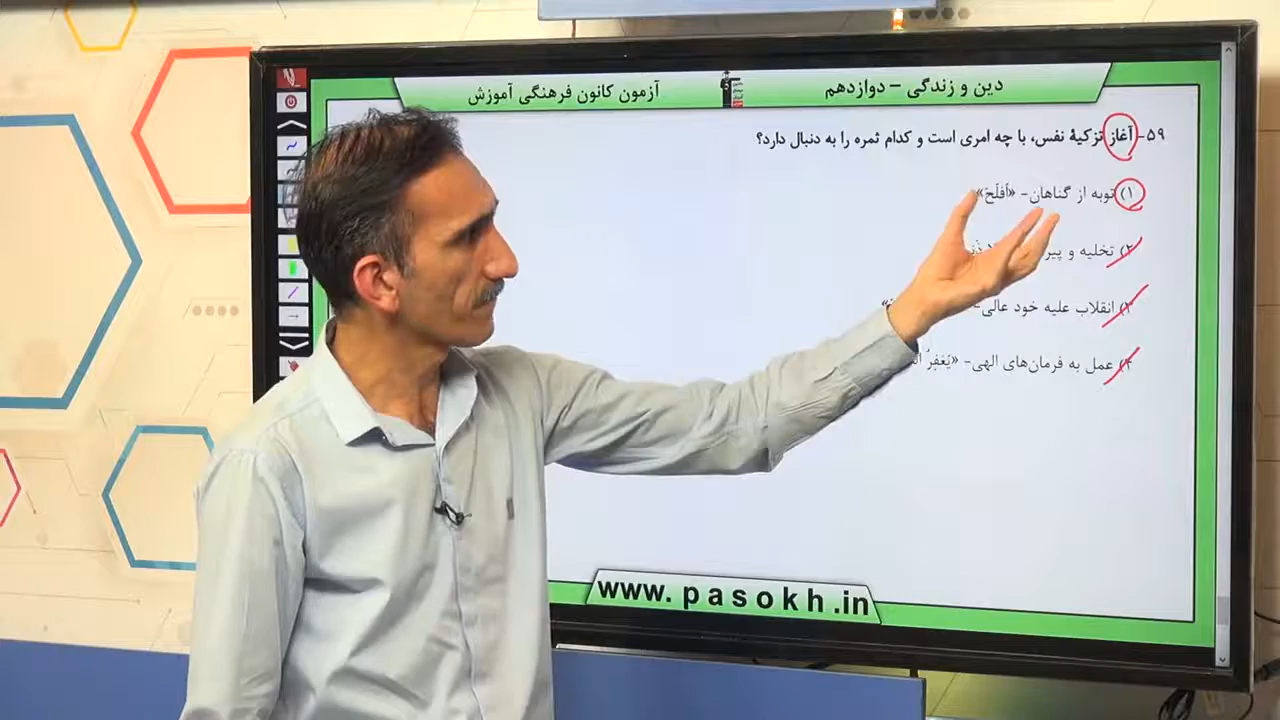 دین و زندگی – دوازدهم
آزمون کانون فرهنگی آموزش
۵۹- آغاز تزکیهٔ نفس، با چه امری است و کدام ثمره را به دنبال دارد؟
۱) توبه از گناهان- «أَفلَحَ»
۲) تخلیه و
۳) انقلاب علیه خود عالی-
۴) عمل به فرمان‌های الهی- «یَغفِرُ
www.pasokh.in